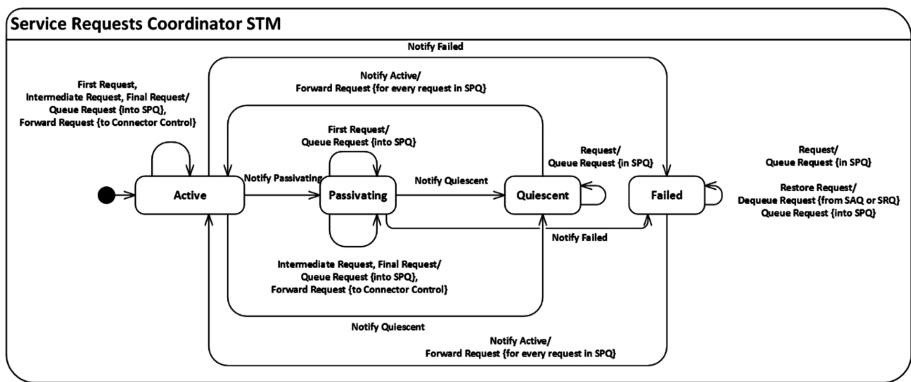 Service Requests Coordinator STM
Notify Failed
First Request,
Intermediate Request, Final Request/
Queue Request {into SPQ},
Forward Request {to Connector Control}
Notify Active/
Forward Request {for every request in SPQ}
First Request/
Queue Request {into SPQ}
Request/
Queue Request {in SPQ}
Request/
Queue Request {in SPQ}
Restore Request/
Dequeue Request {from SAQ or SRQ}
Queue Request {into SPQ}
Active
Notify Passivating
Passivating
Notify Quiescent
Quiescent
Failed
Notify Failed
Intermediate Request, Final Request/
Queue Request {into SPQ},
Forward Request {to Connector Control}
Notify Quiescent
Notify Active/
Forward Request {for every request in SPQ}